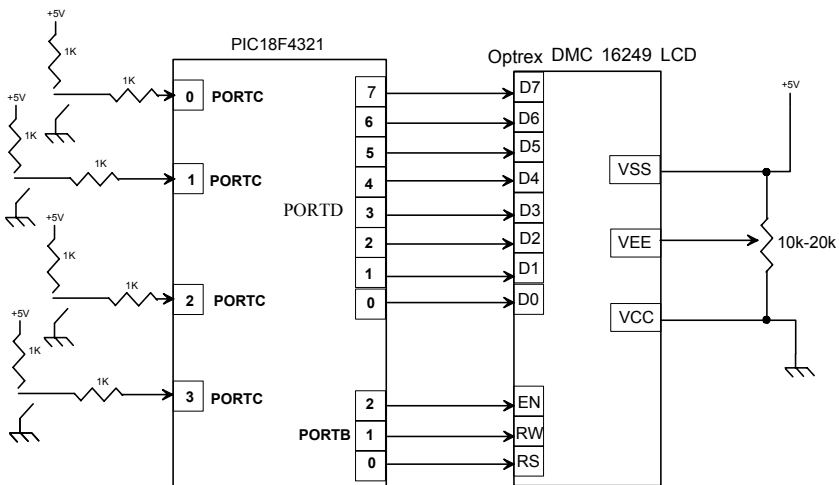 PIC18F4321
Optrex DMC 16249 LCD
+5V
1K
1K
0 PORTC
+5V
1K
1K
1 PORTC
+5V
1K
1K
2 PORTC
+5V
1K
1K
3 PORTC
PORTD
7
6
5
4
3
2
1
0
PORTB
2
1
0
D7
D6
D5
D4
D3
D2
D1
D0
EN
RW
RS
VSS
VEE
VCC
+5V
10k-20k